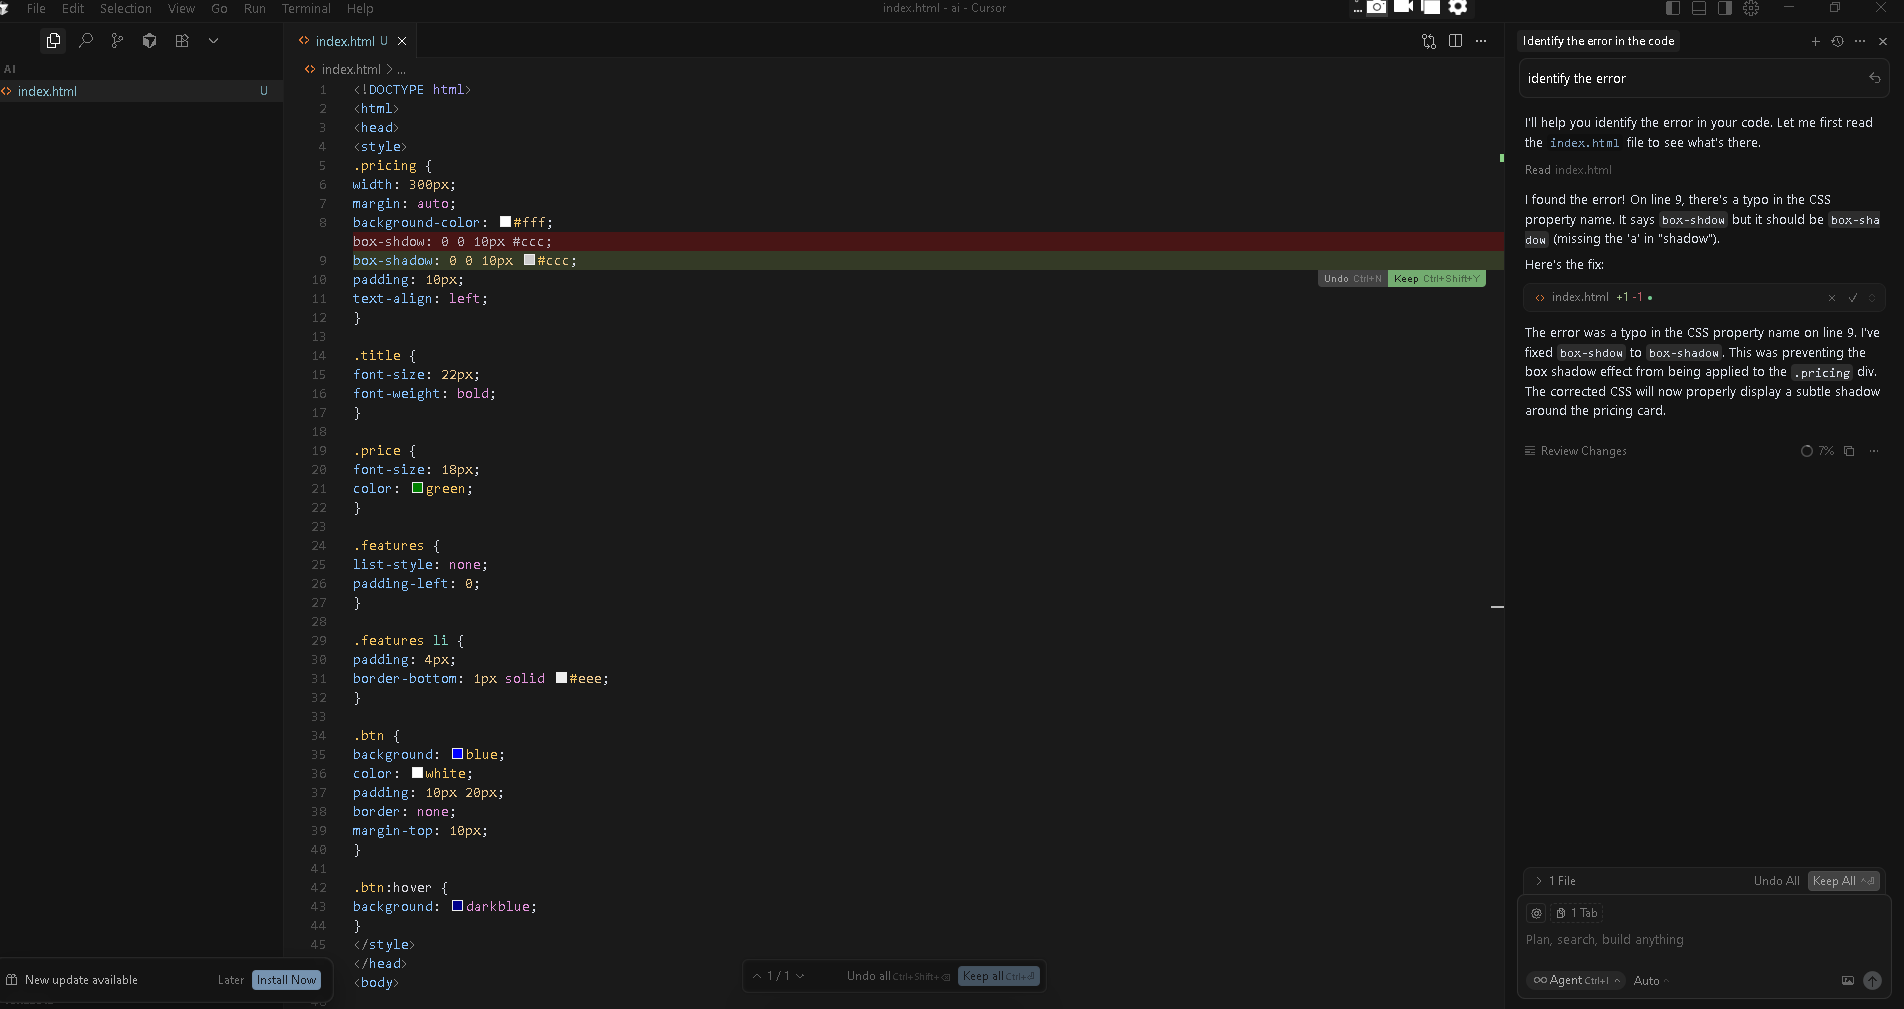 File Edit Selection View Go Run Terminal Help
index.html - ai - Cursor
AI
index.html U
index.html U
index.html > ...
1 <!DOCTYPE html>
2 <html>
3 <head>
4 <style>
5 .pricing {
6 width: 300px;
7 margin: auto;
8 background-color: #fff;
box-shdow: 0 0 10px #ccc;
9 box-shadow: 0 0 10px #ccc;
Undo Ctrl+N Keep Ctrl+Shift+Y
10 padding: 10px;
11 text-align: left;
12 }
13
14 .title {
15 font-size: 22px;
16 font-weight: bold;
17 }
18
19 .price {
20 font-size: 18px;
21 color: green;
22 }
23
24 .features {
25 list-style: none;
26 padding-left: 0;
27 }
28
29 .features li {
30 padding: 4px;
31 border-bottom: 1px solid #eee;
32 }
33
34 .btn {
35 background: blue;
36 color: white;
37 padding: 10px 20px;
38 border: none;
39 margin-top: 10px;
40 }
41
42 .btn:hover {
43 background: darkblue;
44 }
45 </style>
</head>
<body>
1 / 1 Undo all Ctrl+Shift+ Keep all Ctrl+
New update available Later Install Now
Identify the error in the code
identify the error
I'll help you identify the error in your code. Let me first read
the index.html file to see what's there.
Read index.html
I found the error! On line 9, there's a typo in the CSS
property name. It says box-shdow but it should be box-sha
dow (missing the 'a' in "shadow").
Here's the fix:
index.html +1 -1
The error was a typo in the CSS property name on line 9. I've
fixed box-shdow to box-shadow. This was preventing the
box shadow effect from being applied to the .pricing div.
The corrected CSS will now properly display a subtle shadow
around the pricing card.
Review Changes 7%
1 File Undo All Keep All
1 Tab
Plan, search, build anything
Agent Ctrl+I Auto